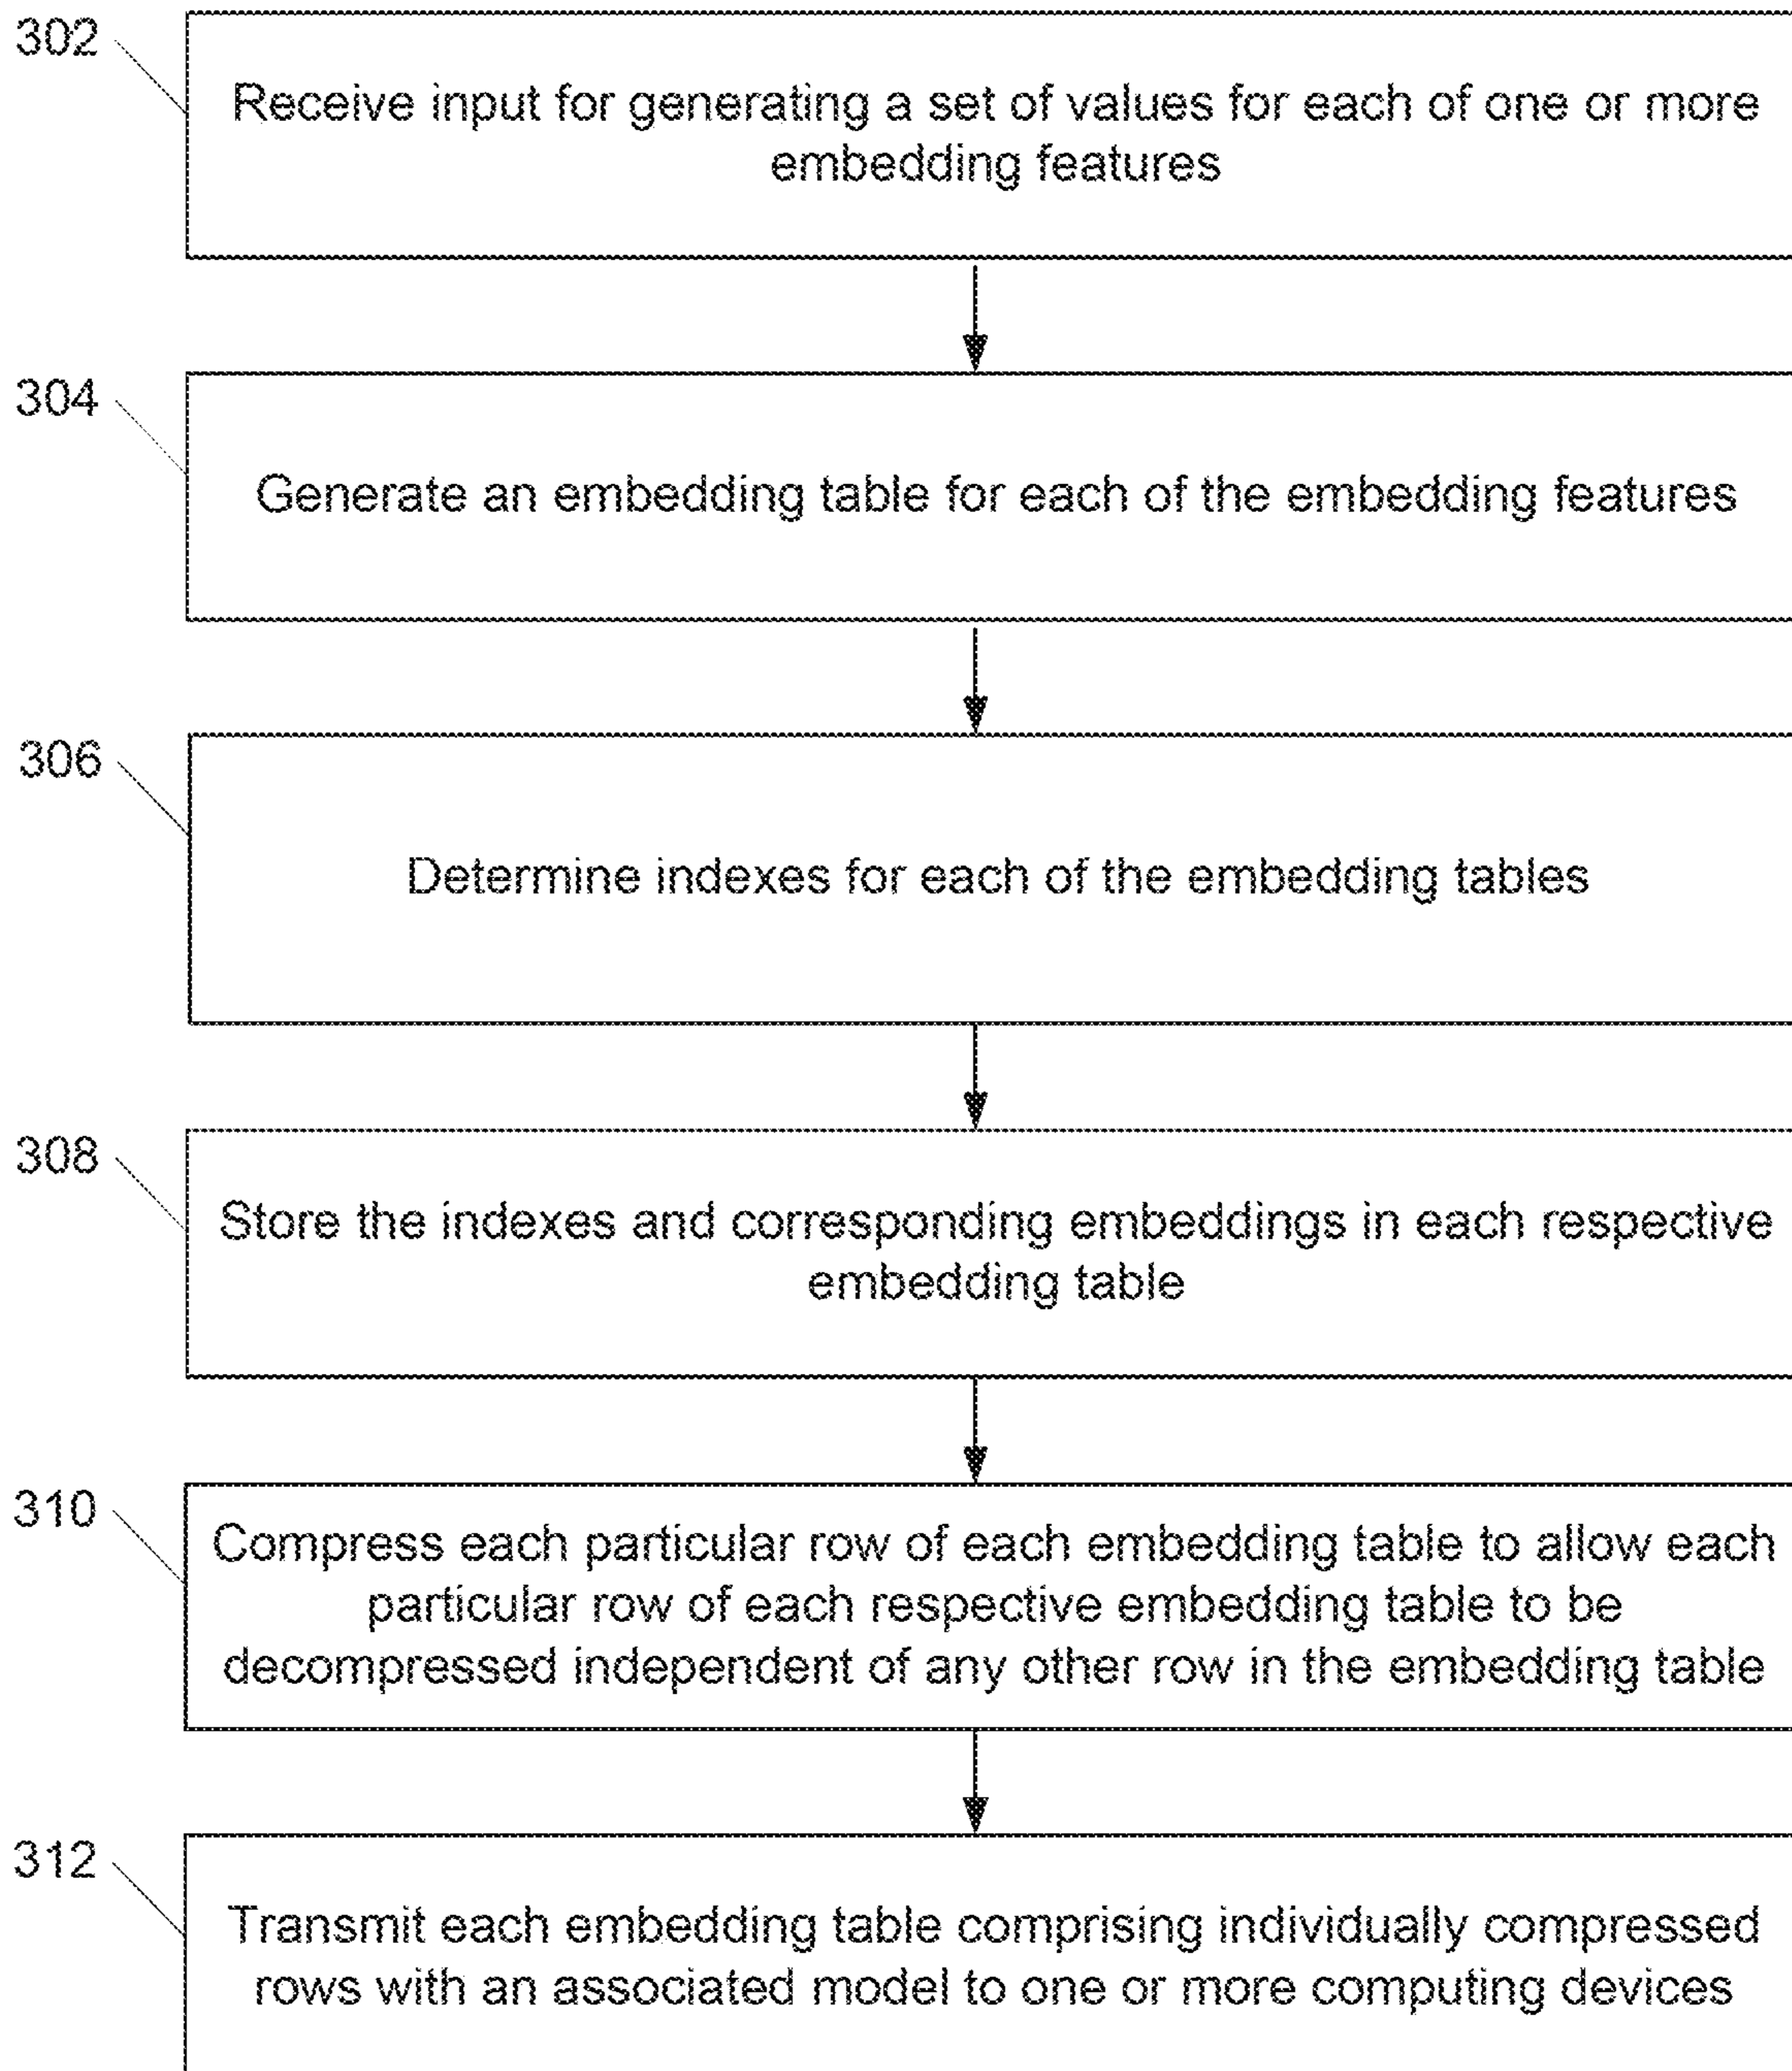 302
Receive input for generating a set of values for each of one or more
embedding features
304
Generate an embedding table for each of the embedding features
306
Determine indexes for each of the embedding tables
308
Store the indexes and corresponding embeddings in each respective
embedding table
310
Compress each particular row of each embedding table to allow each
particular row of each respective embedding table to be
decompressed independent of any other row in the embedding table
312
Transmit each embedding table comprising individually compressed
rows with an associated model to one or more computing devices